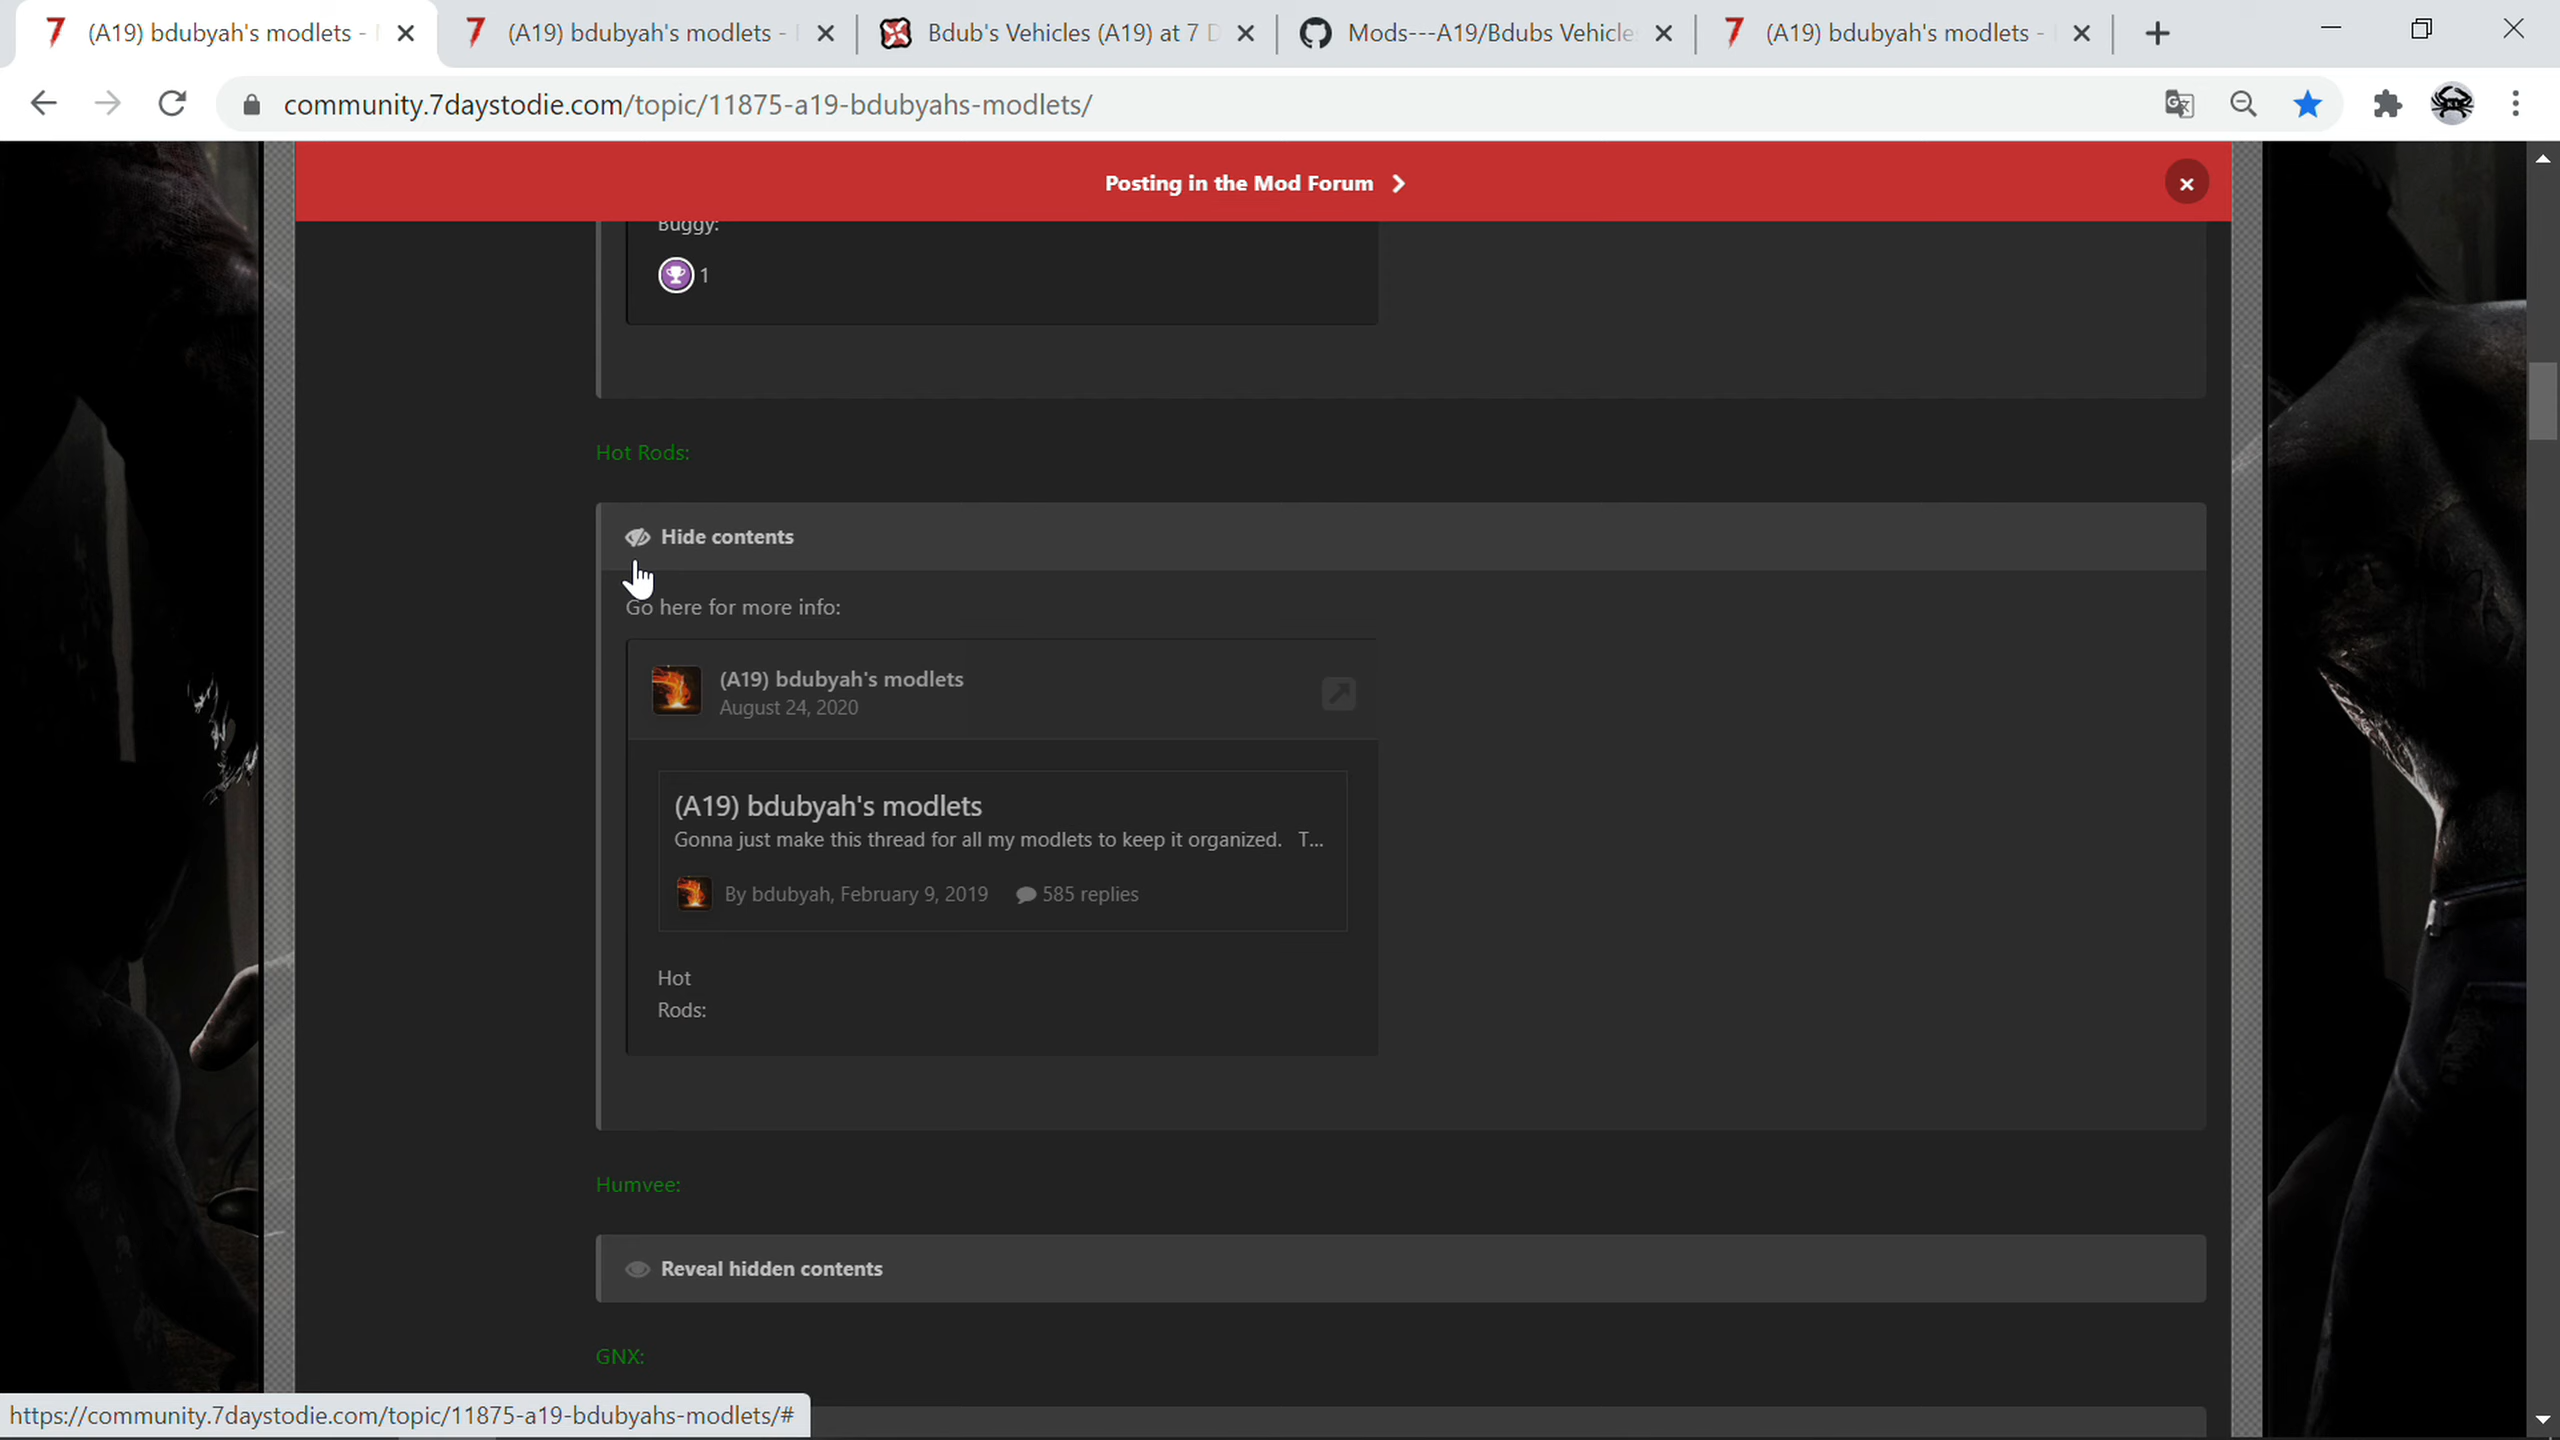 (A19) bdubyah's modlets -
(A19) bdubyah's modlets -
Bdub's Vehicles (A19) at 7 D
Mods---A19/Bdubs Vehicle
(A19) bdubyah's modlets -
community.7daystodie.com/topic/11875-a19-bdubyahs-modlets/
Posting in the Mod Forum
Buggy:
1
Hot Rods:
Hide contents
Go here for more info:
(A19) bdubyah's modlets
August 24, 2020
(A19) bdubyah's modlets
Gonna just make this thread for all my modlets to keep it organized. T...
By bdubyah, February 9, 2019 585 replies
Hot
Rods:
Humvee:
Reveal hidden contents
GNX:
https://community.7daystodie.com/topic/11875-a19-bdubyahs-modlets/#